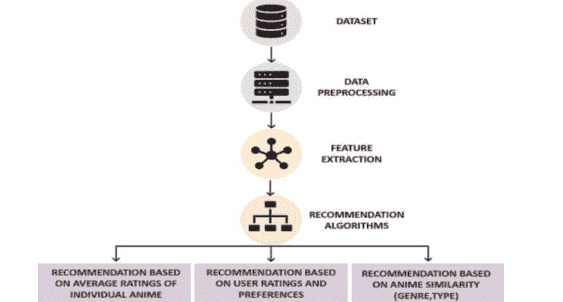 DATASET
DATA
PREPROCESSING
FEATURE
EXTRACTION
RECOMMENDATION
ALGORITHMS
RECOMMENDATION BASED
ON AVERAGE RATINGS OF
INDIVIDUAL ANIME
RECOMMENDATION BASED
ON USER RATINGS AND
PREFERENCES
RECOMMENDATION BASED
ON ANIME SIMILARITY
(GENRE,TYPE)